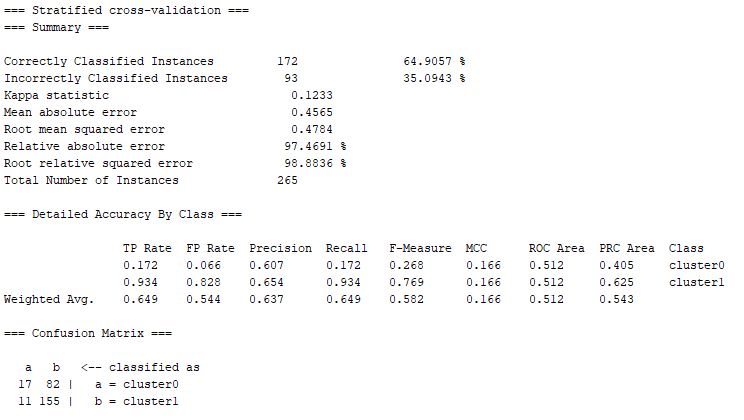 === Stratified cross-validation ===
=== Summary ===
Correctly Classified Instances 172 64.9057 %
Incorrectly Classified Instances 93 35.0943 %
Kappa statistic 0.1233
Mean absolute error 0.4565
Root mean squared error 0.4784
Relative absolute error 97.4691 %
Root relative squared error 98.8836 %
Total Number of Instances 265
=== Detailed Accuracy By Class ===
TP Rate FP Rate Precision Recall F-Measure MCC ROC Area PRC Area Class
0.172 0.066 0.607 0.172 0.268 0.166 0.512 0.405 cluster0
0.934 0.828 0.654 0.934 0.769 0.166 0.512 0.625 cluster1
Weighted Avg. 0.649 0.544 0.637 0.649 0.582 0.166 0.512 0.543
=== Confusion Matrix ===
a b <-- classified as
17 82 | a = cluster0
11 155 | b = cluster1